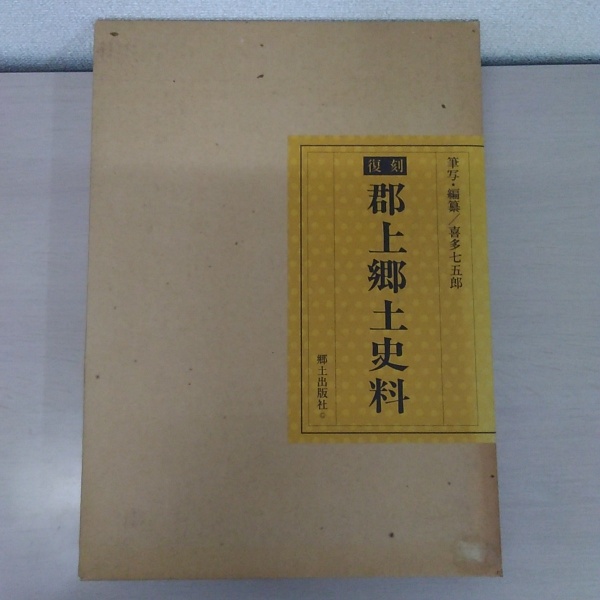 筆写・編纂／喜多七五郎
復刻
郡上郷土史料
郷土出版社